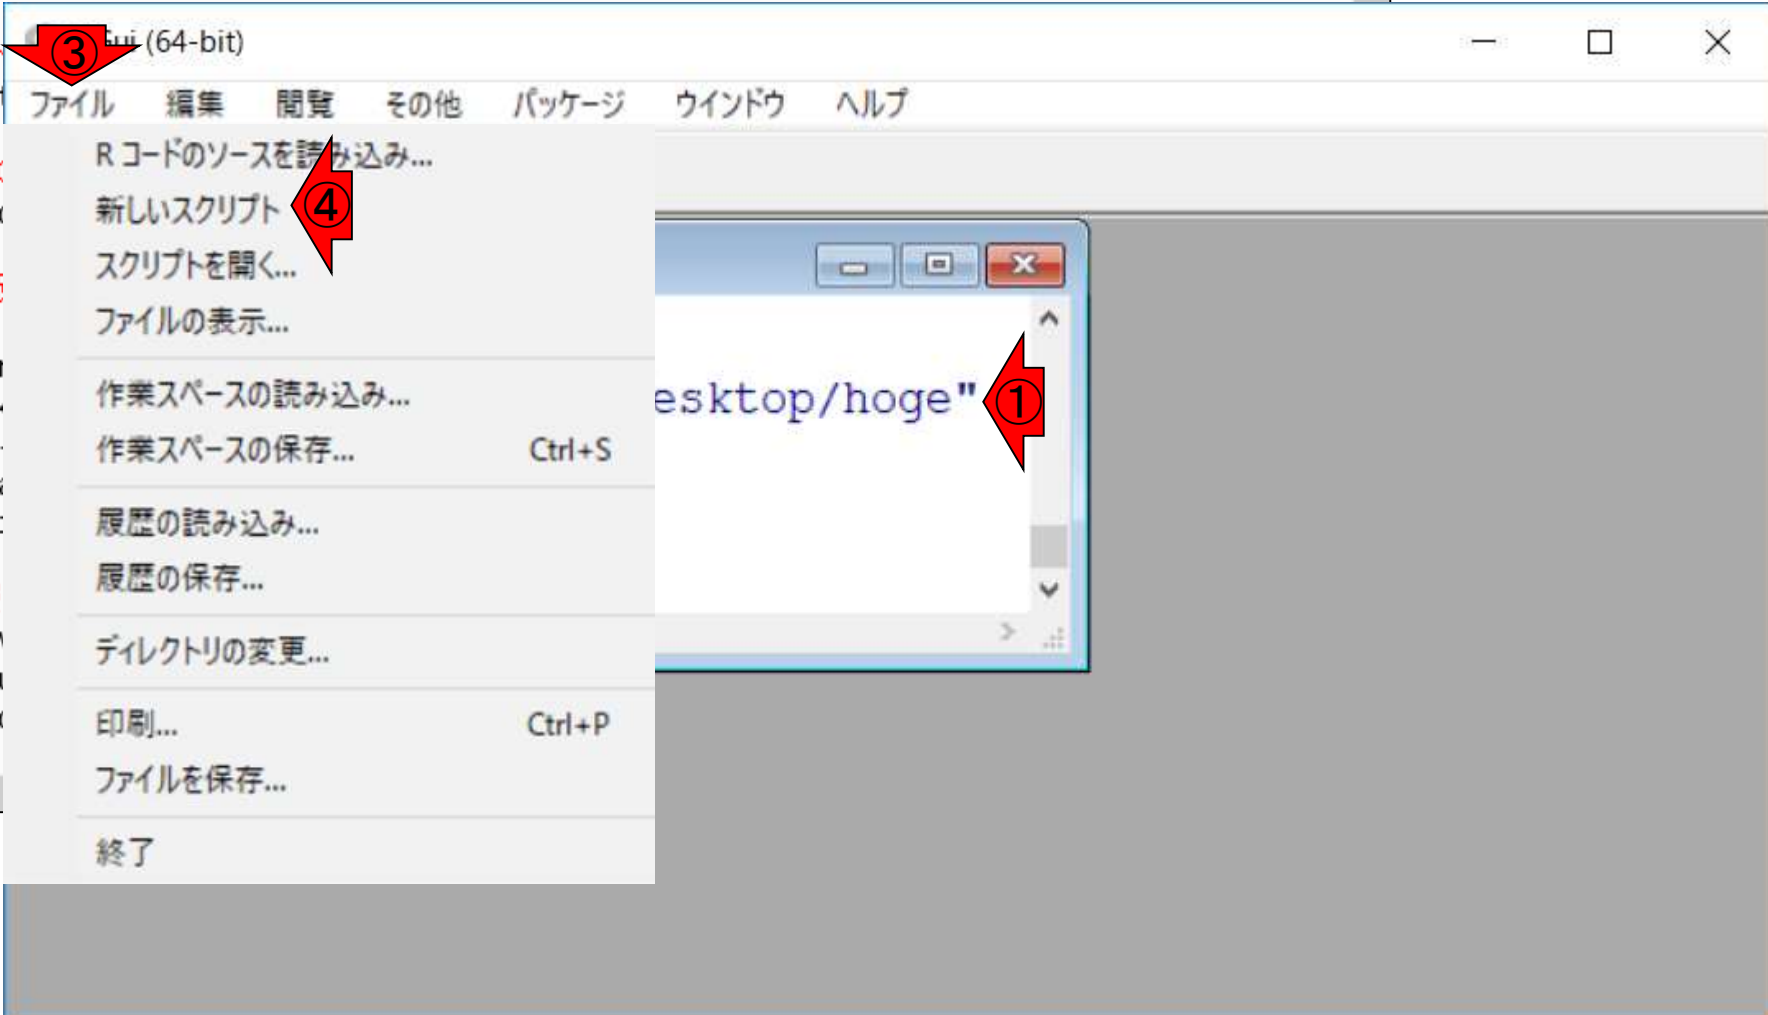 ③
Gui (64-bit)
ファイル 編集 閲覧 その他 パッケージ ウインドウ ヘルプ
R コードのソースを読み込み...
新しいスクリプト ④
スクリプトを開く...
ファイルの表示...
作業スペースの読み込み...
esktop/hoge" ①
作業スペースの保存... Ctrl+S
履歴の読み込み...
履歴の保存...
ディレクトリの変更...
印刷... Ctrl+P
ファイルを保存...
終了